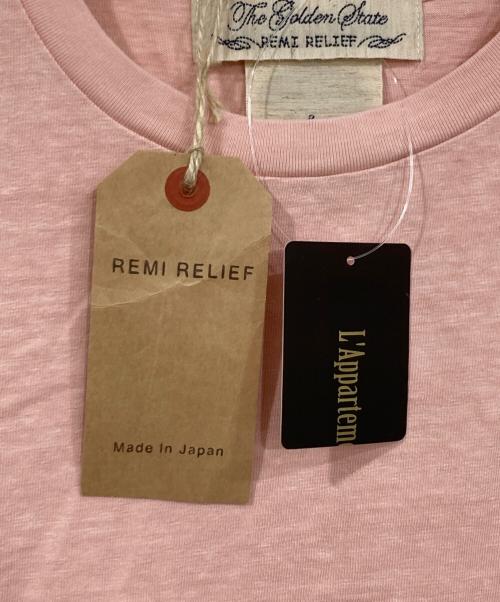 The Golden State
REMI RELIEF
REMI RELIEF
Made In Japan
L'Appartem